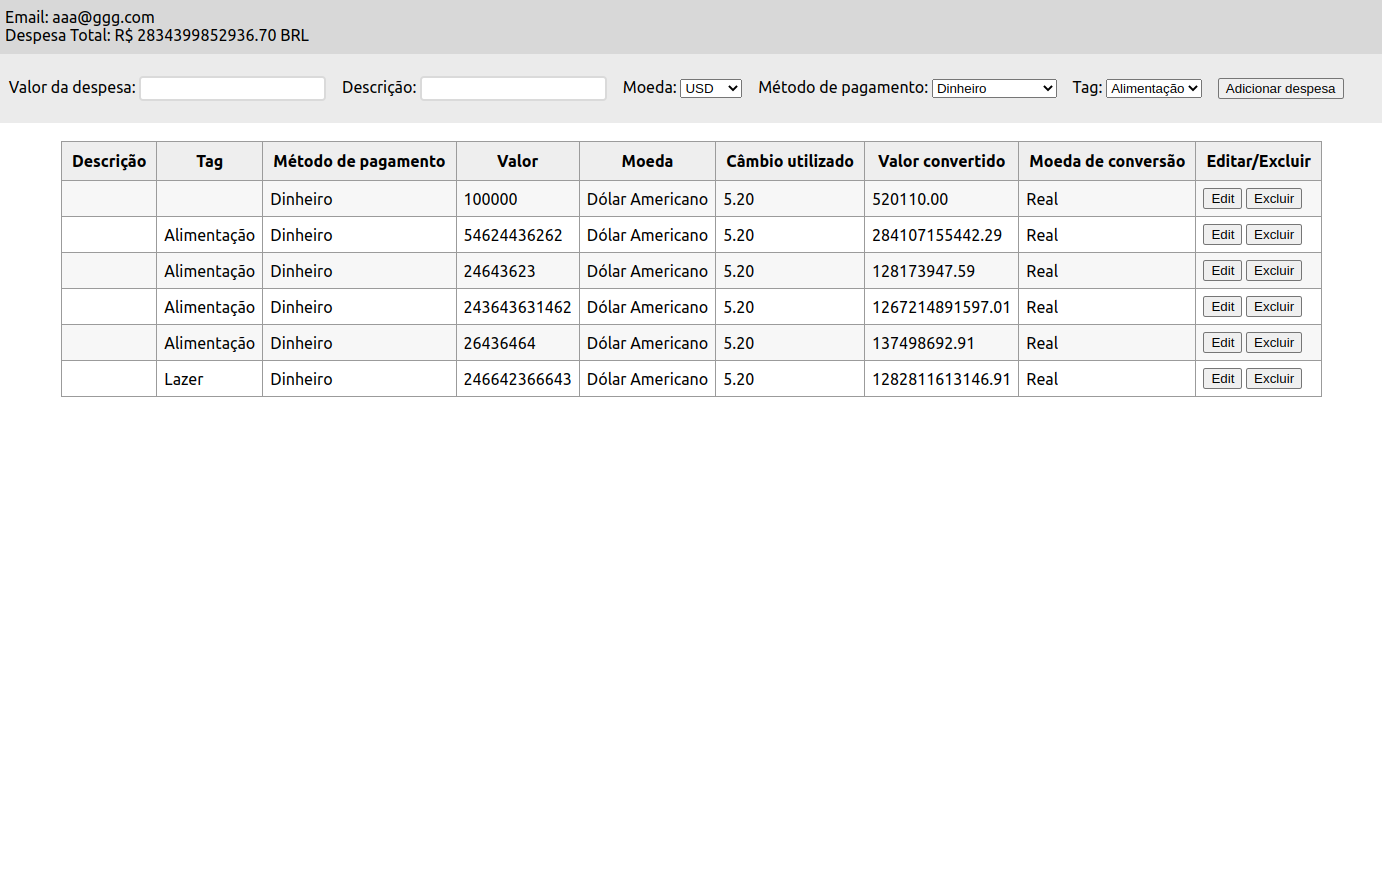 Email: aaa@ggg.com
Despesa Total: R$ 2834399852936.70 BRL
Valor da despesa: Descrição: Moeda: USD Método de pagamento: Dinheiro Tag: Alimentação Adicionar despesa
Descrição Tag Método de pagamento Valor Moeda Câmbio utilizado Valor convertido Moeda de conversão Editar/Excluir
Dinheiro 100000 Dólar Americano 5.20 520110.00 Real Edit Excluir
Alimentação Dinheiro 54624436262 Dólar Americano 5.20 284107155442.29 Real Edit Excluir
Alimentação Dinheiro 24643623 Dólar Americano 5.20 128173947.59 Real Edit Excluir
Alimentação Dinheiro 243643631462 Dólar Americano 5.20 1267214891597.01 Real Edit Excluir
Alimentação Dinheiro 26436464 Dólar Americano 5.20 137498692.91 Real Edit Excluir
Lazer Dinheiro 246642366643 Dólar Americano 5.20 1282811613146.91 Real Edit Excluir